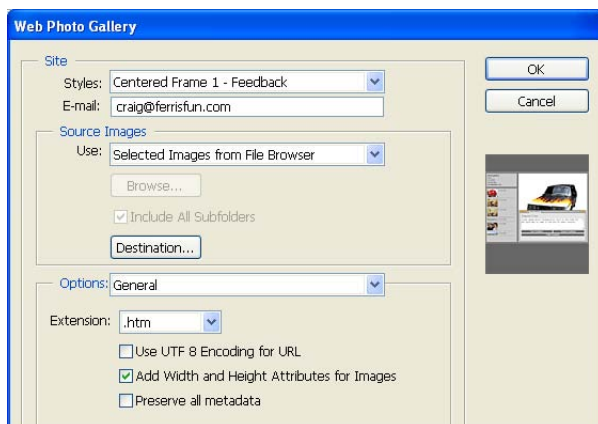 Web Photo Gallery
Site
Styles: Centered Frame 1 - Feedback
E-mail: craig@ferrisfun.com
Source Images
Use: Selected Images from File Browser
Browse...
Include All Subfolders
Destination...
Options: General
Extension: .htm
Use UTF 8 Encoding for URL
Add Width and Height Attributes for Images
Preserve all metadata
OK
Cancel